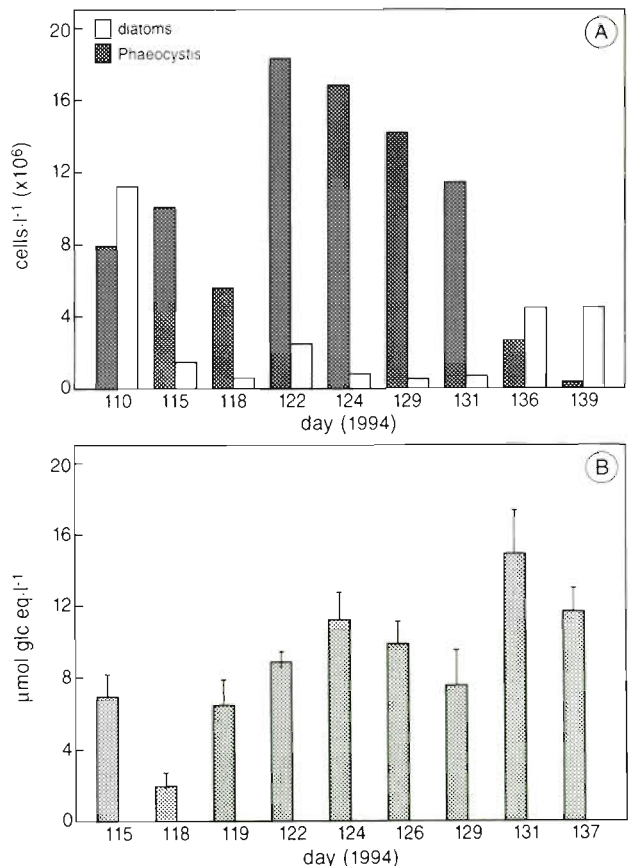 20
16
12
8
4
0
cells·l⁻¹ (x10⁶)
diatoms
Phaeocystis
A
110 115 118 122 124 129 131 136 139
day (1994)
20
16
12
8
4
0
µmol glc eq·l⁻¹
B
115 118 119 122 124 126 129 131 137
day (1994)